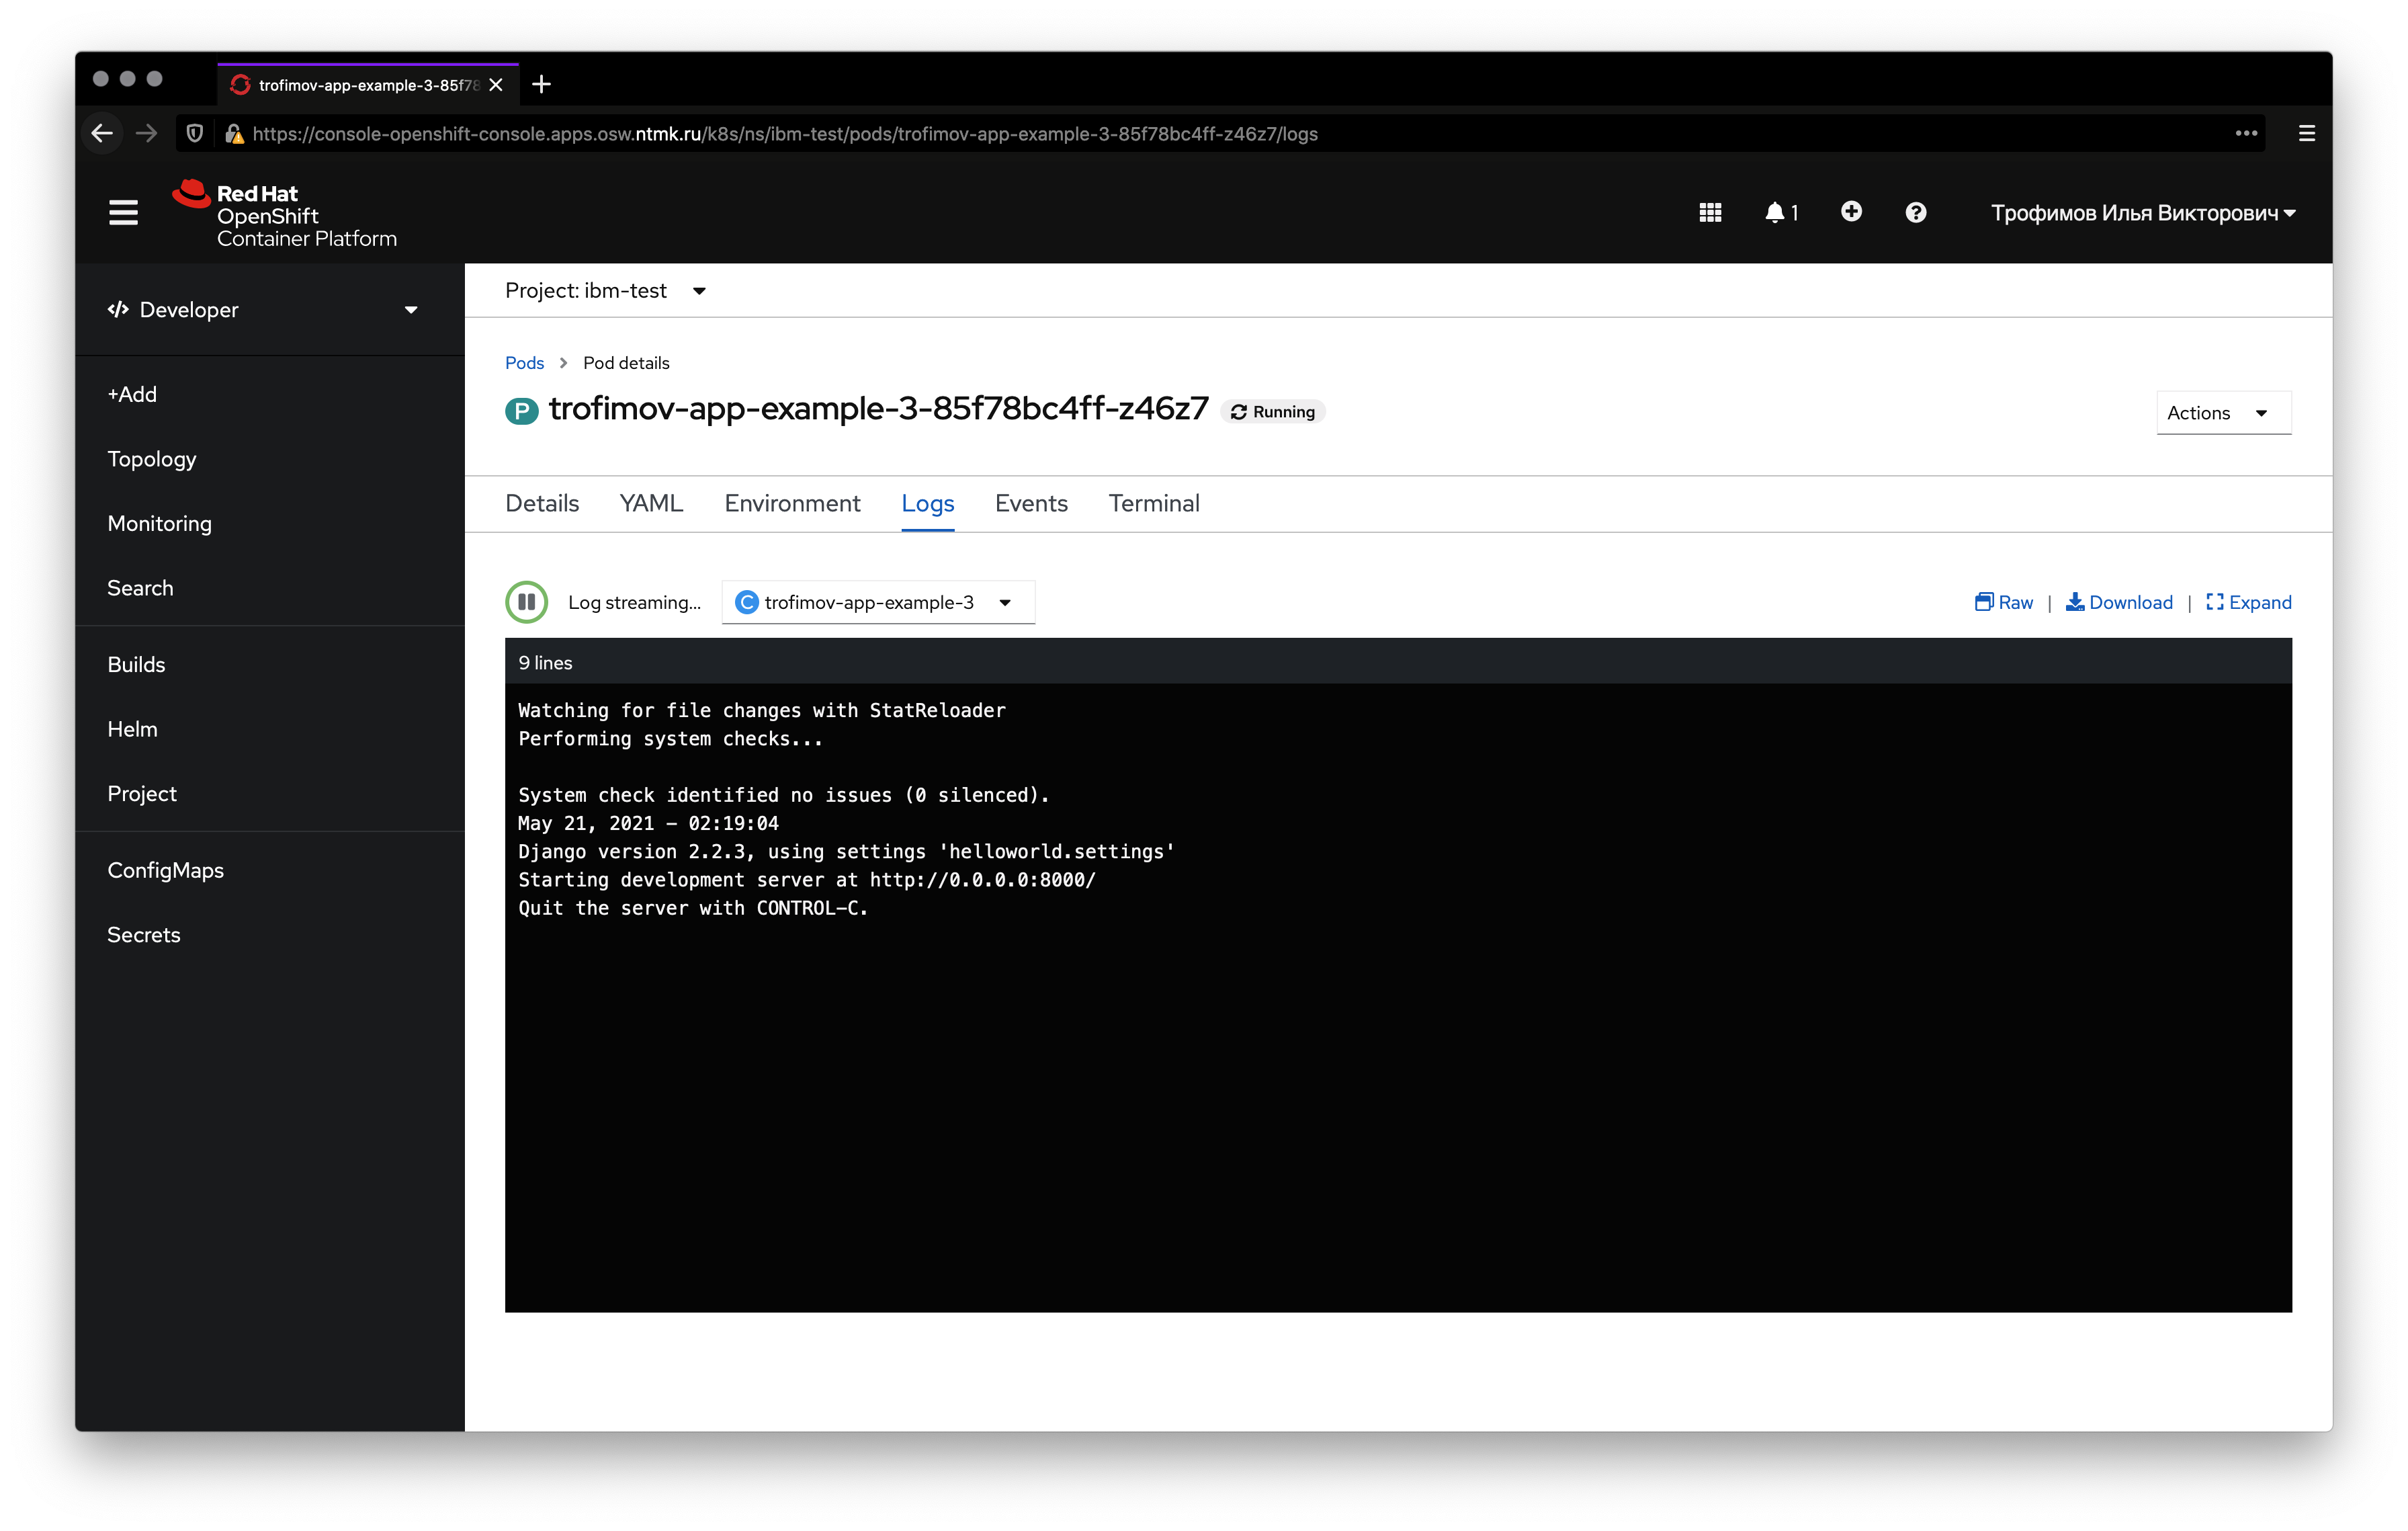 trofimov-app-example-3-85f78
https://console-openshift-console.apps.osw.ntmk.ru/k8s/ns/ibm-test/pods/trofimov-app-example-3-85f78bc4ff-z46z7/logs
Red Hat
OpenShift
Container Platform
1
Трофимов Илья Викторович
Developer
+Add
Topology
Monitoring
Search
Builds
Helm
Project
ConfigMaps
Secrets
Project: ibm-test
Pods > Pod details
P trofimov-app-example-3-85f78bc4ff-z46z7 Running
Actions
Details YAML Environment Logs Events Terminal
Log streaming... C trofimov-app-example-3 Raw | Download | Expand
9 lines
Watching for file changes with StatReloader
Performing system checks...
System check identified no issues (0 silenced).
May 21, 2021 - 02:19:04
Django version 2.2.3, using settings 'helloworld.settings'
Starting development server at http://0.0.0.0:8000/
Quit the server with CONTROL-C.